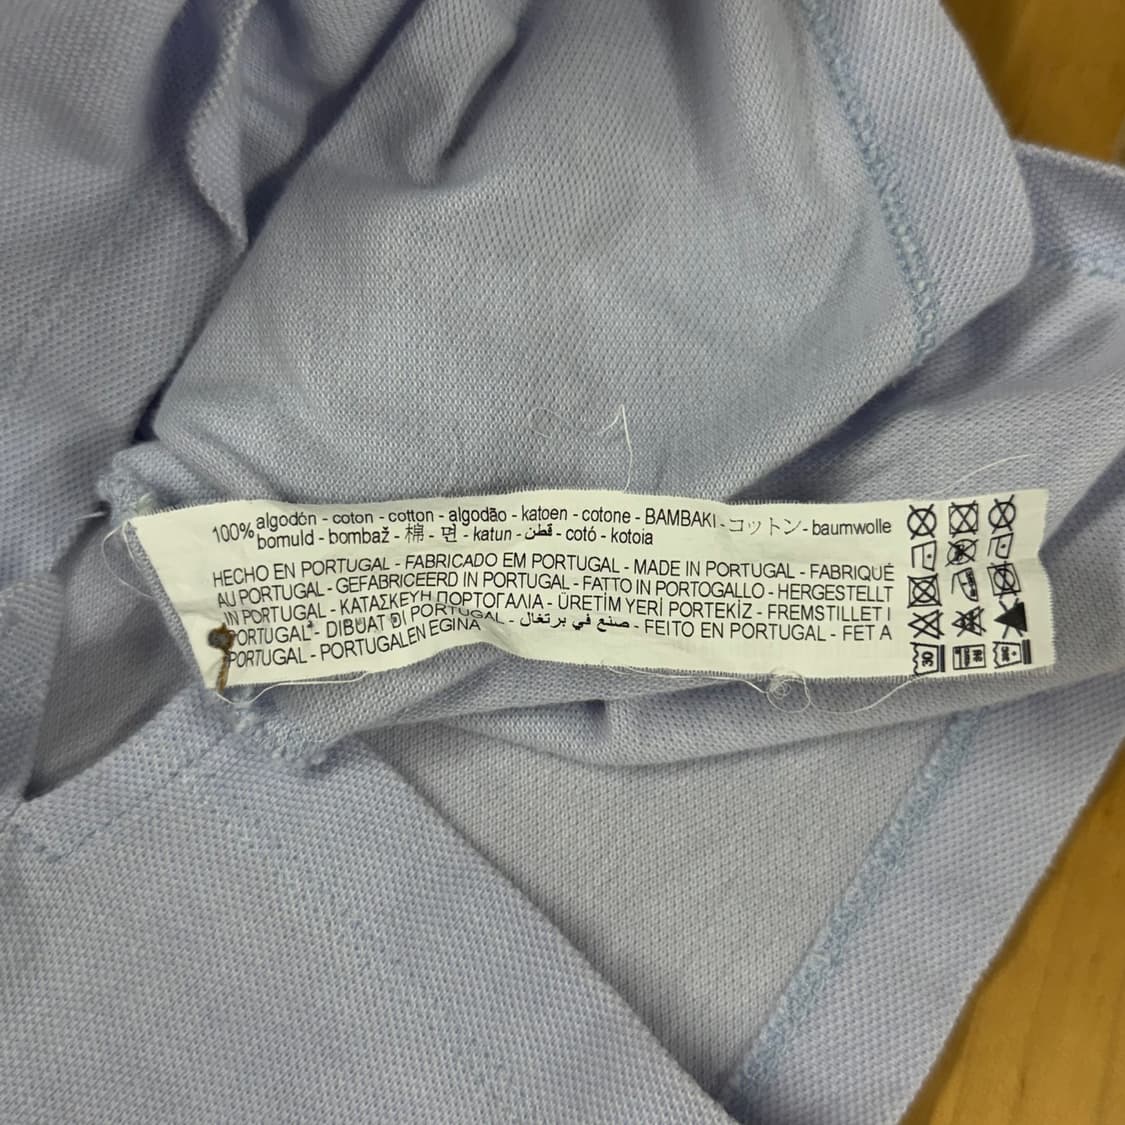 100% algodón - coton - cotton - algodão - katoen - cotone - BAMBAKI - コットン - baumwolle
bomuld - bombaž - 棉 - 면 - katun - قطن - cotó - kotoia
HECHO EN PORTUGAL - FABRICADO EM PORTUGAL - MADE IN PORTUGAL - FABRIQUÉ
AU PORTUGAL - GEFABRICEERD IN PORTUGAL - FATTO IN PORTOGALLO - HERGESTELLT
IN PORTUGAL - ΚΑΤΑΣΚΕΥΗ ΠΟΡΤΟΓΑΛΙΑ - ÜRETİM YERİ PORTEKİZ - FREMSTILLET I
PORTUGAL - DIBUAT DI PORTUGAL - صنع في برتغال - FEITO EN PORTUGAL - FET A
PORTUGAL - PORTUGALEN EGINA
30